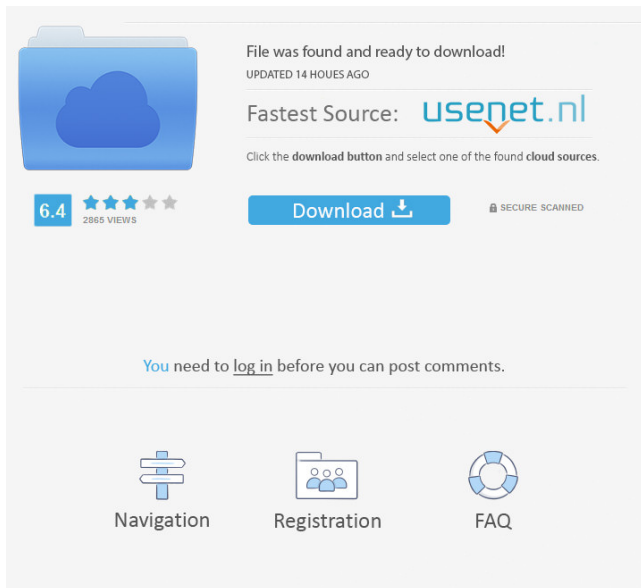 File was found and ready to download!
UPDATED 14 HOUES AGO
Fastest Source: usenet.nl
Click the download button and select one of the found cloud sources.
6.4
2865 VIEWS
Download
SECURE SCANNED
You need to log in before you can post comments.
Navigation
Registration
FAQ